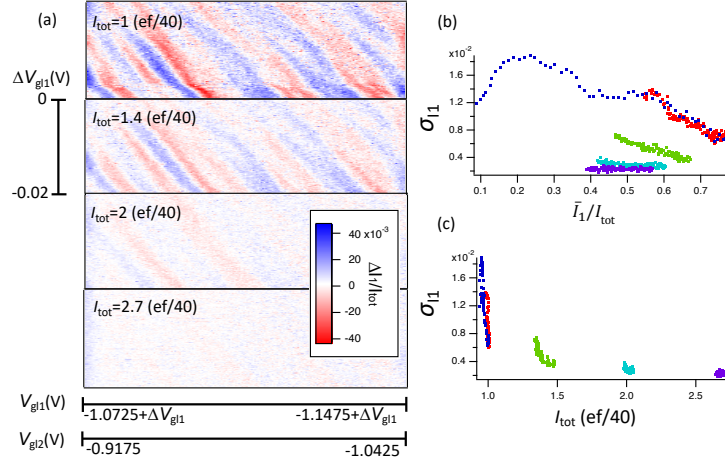 (a)
I_tot=1 (ef/40)
ΔV_gl1(V)
0
I_tot=1.4 (ef/40)
-0.02
I_tot=2 (ef/40)
I_tot=2.7 (ef/40)
40 x10^-3
20
0
-20
-40
ΔI_1/I_tot
V_gl1(V)
-1.0725+ΔV_gl1
-1.1475+ΔV_gl1
V_gl2(V)
-0.9175
-1.0425
(b)
x10^-2
1.6
1.2
0.8
0.4
σ_I1
0.1 0.2 0.3 0.4 0.5 0.6 0.7
Ī_1/I_tot
(c)
x10^-2
1.6
1.2
0.8
0.4
σ_I1
1.0 1.5 2.0 2.5
I_tot (ef/40)